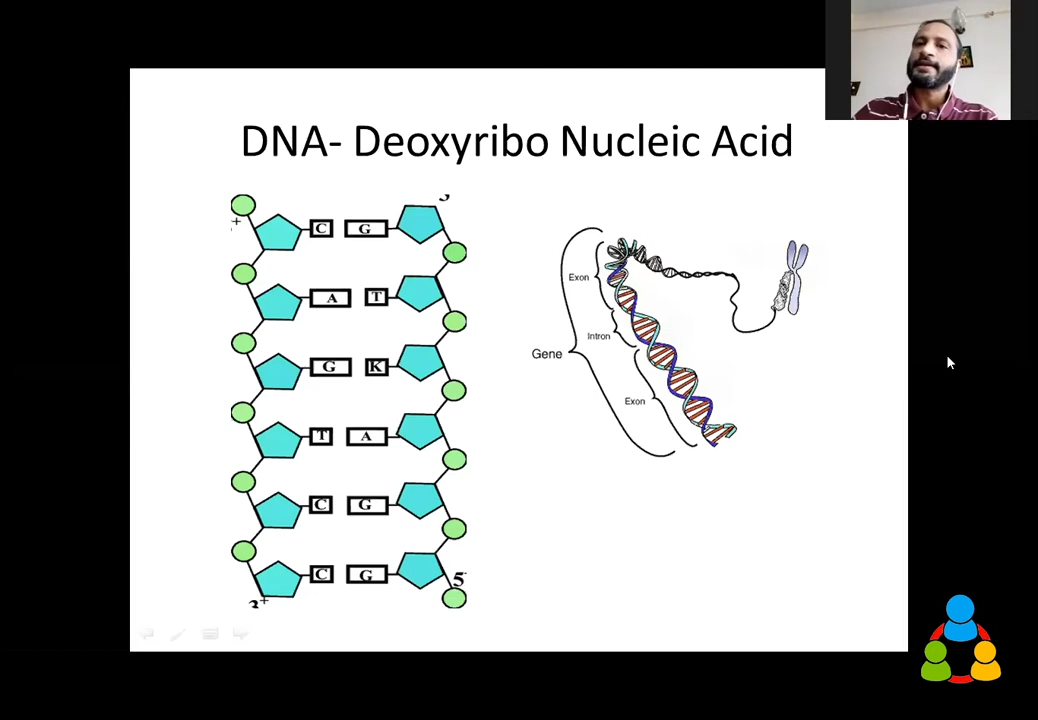 DNA- Deoxyribo Nucleic Acid
C G
A T
G K
T A
C G
C G
5
Exon
Intron
Gene
Exon